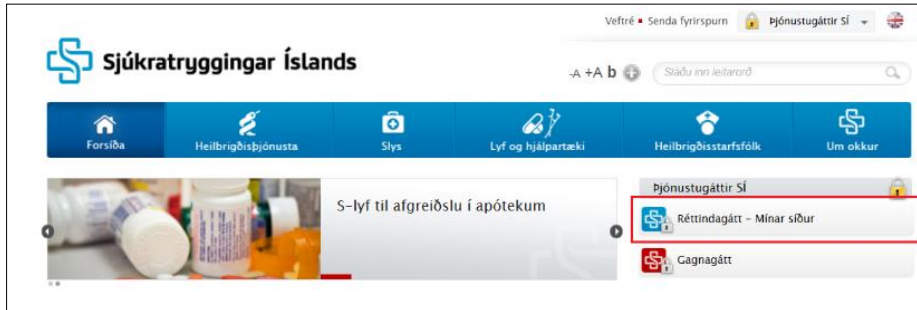 Veftré ▪ Senda fyrirspurn Þjónustugáttir SÍ
Sjúkratryggingar Íslands
-A +A b
Sláðu inn leitarorð
Forsíða Heilbrigðisþjónusta Slys Lyf og hjálpartæki Heilbrigðisstarfsfólk Um okkur
S-lyf til afgreiðslu í apótekum
Þjónustugáttir SÍ
Réttindagátt - Mínar síður
Gagnagátt